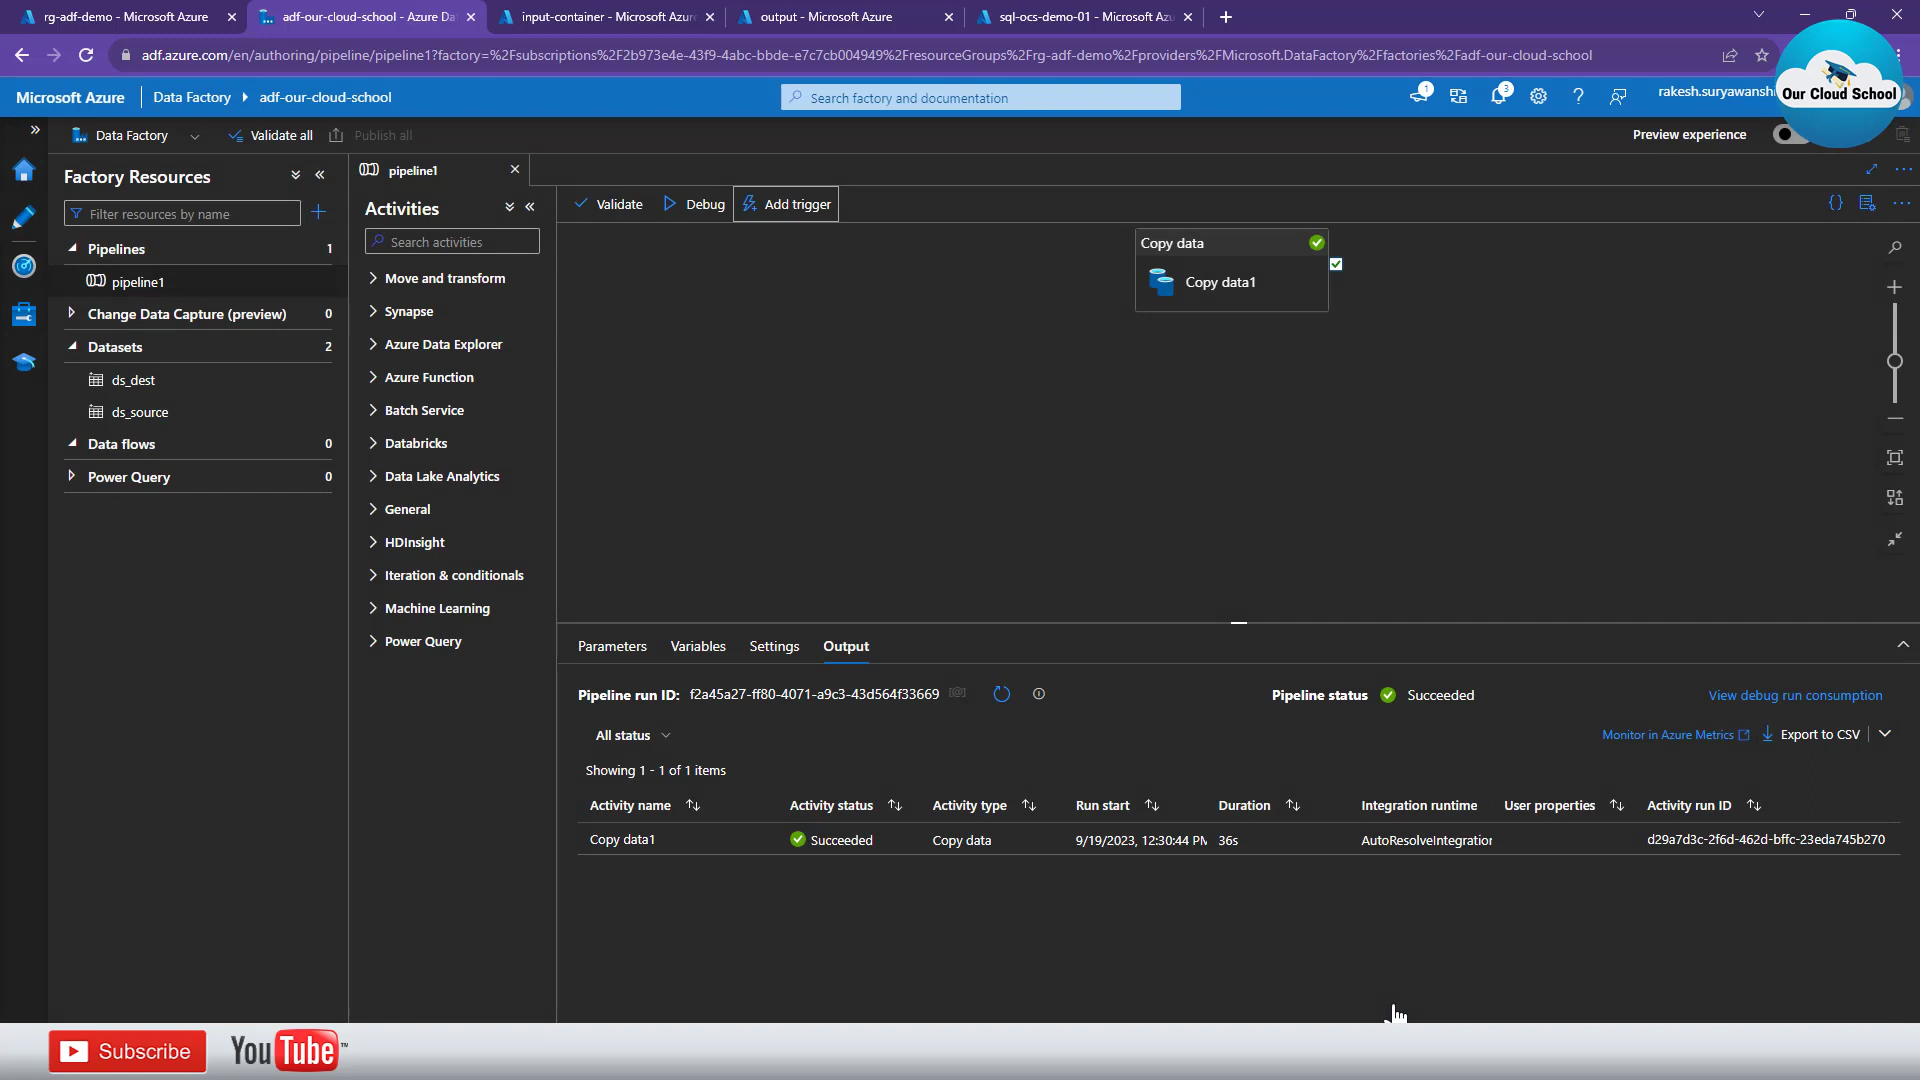 rg-adf-demo - Microsoft Azure
adf-our-cloud-school - Azure Da
input-container - Microsoft Azure
output - Microsoft Azure
sql-ocs-demo-01 - Microsoft Azu
adf.azure.com/en/authoring/pipeline/pipeline1?factory=%2Fsubscriptions%2F2b973e4e-43f9-4abc-bbde-e7c7cb004949%2FresourceGroups%2Frg-adf-demo%2Fproviders%2FMicrosoft.DataFactory%2Ffactories%2Fadf-our-cloud-school
Microsoft Azure
Data Factory
adf-our-cloud-school
Search factory and documentation
1
3
rakesh.suryawanshi
Our Cloud School
Data Factory
Validate all
Publish all
Preview experience
Factory Resources
Filter resources by name
Pipelines 1
pipeline1
Change Data Capture (preview) 0
Datasets 2
ds_dest
ds_source
Data flows 0
Power Query 0
pipeline1
Activities
Search activities
Move and transform
Synapse
Azure Data Explorer
Azure Function
Batch Service
Databricks
Data Lake Analytics
General
HDInsight
Iteration & conditionals
Machine Learning
Power Query
Validate
Debug
Add trigger
Copy data
Copy data1
Parameters Variables Settings Output
Pipeline run ID: f2a45a27-ff80-4071-a9c3-43d564f33669
Pipeline status Succeeded
View debug run consumption
All status
Monitor in Azure Metrics
Export to CSV
Showing 1 - 1 of 1 items
Activity name Activity status Activity type Run start Duration Integration runtime User properties Activity run ID
Copy data1 Succeeded Copy data 9/19/2023, 12:30:44 PM 36s AutoResolveIntegration d29a7d3c-2f6d-462d-bffc-23eda745b270
Subscribe
YouTube™